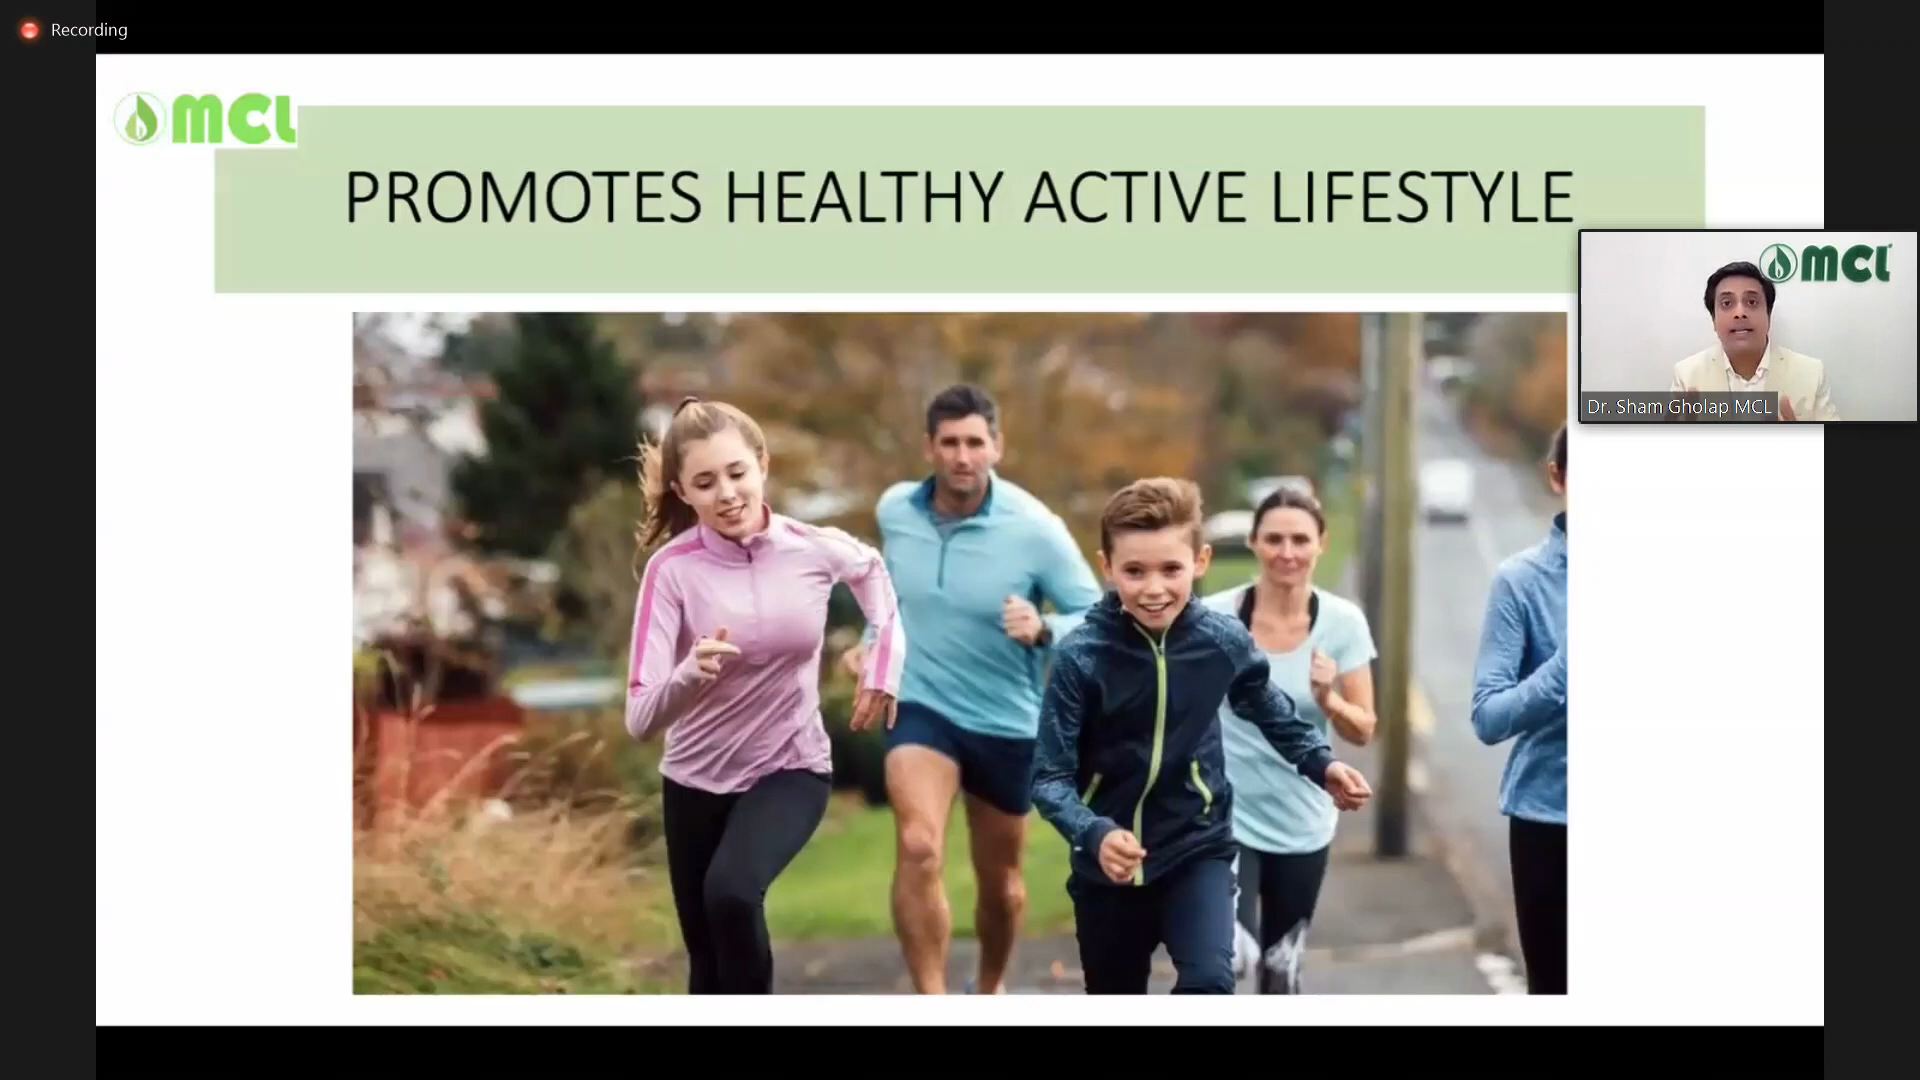 Recording
MCL
PROMOTES HEALTHY ACTIVE LIFESTYLE
MCL
Dr. Sham Gholap MCL